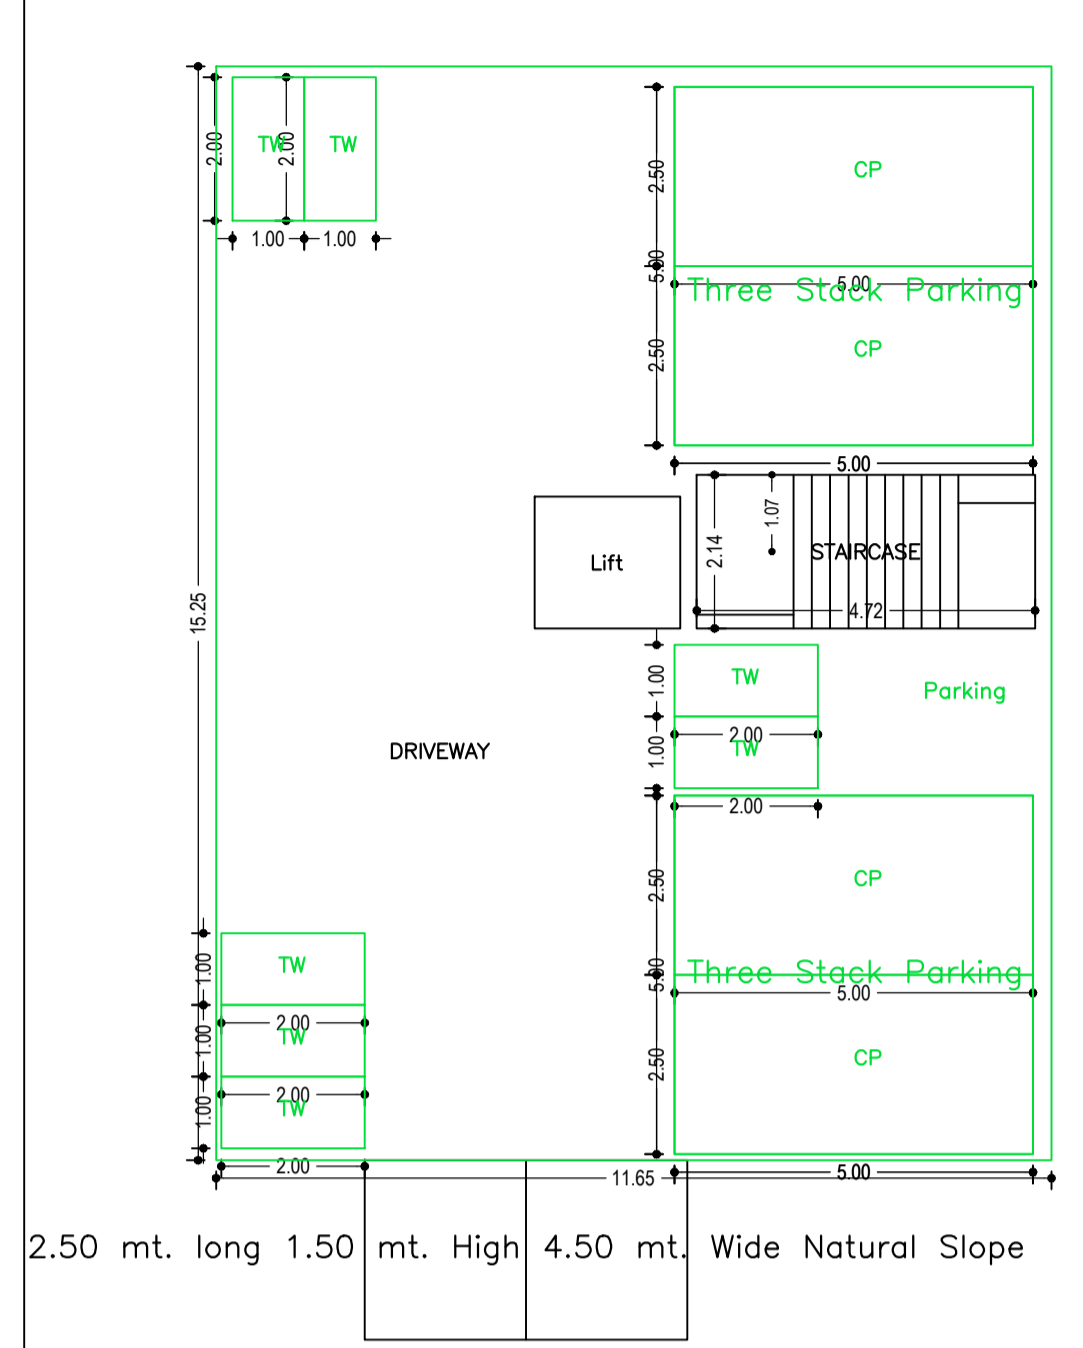 2.00
TW
2.00
TW
1.00
1.00
2.50
CP
5.00
Three Stack Parking
5.00
2.50
CP
5.00
15.25
Lift
2.14
1.07
STAIRCASE
4.72
1.00
TW
Parking
1.00
2.00
TW
DRIVEWAY
2.00
2.50
CP
5.00
Three Stack Parking
5.00
2.50
CP
1.00
TW
1.00
2.00
TW
1.00
2.00
TW
2.00
11.65
5.00
2.50 mt. long 1.50 mt. High 4.50 mt. Wide Natural Slope